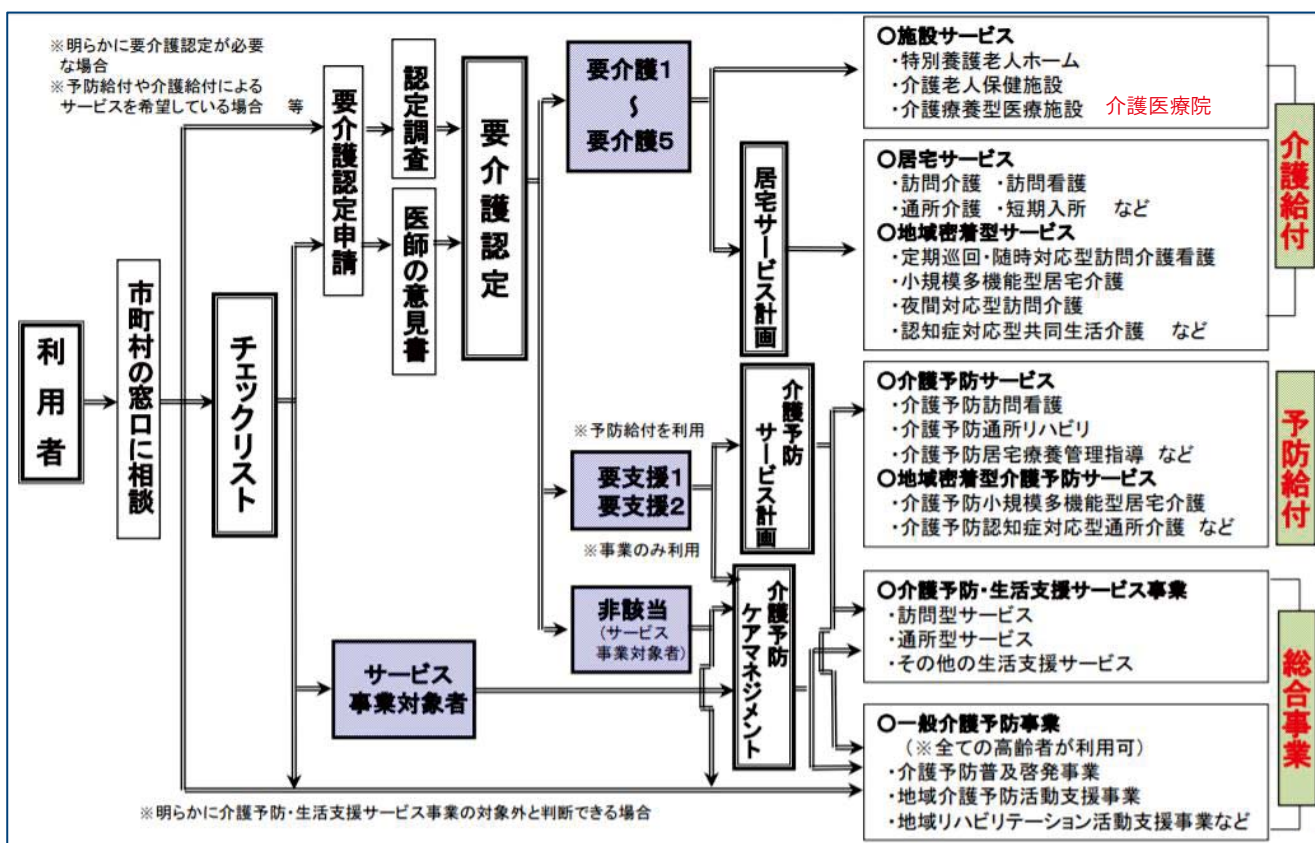 ※明らかに要介護認定が必要
な場合
※予防給付や介護給付による
サービスを希望している場合 等
利用者
市町村の窓口に相談
チェックリスト
要介護認定申請
認定調査
医師の意見書
要介護認定
要介護1
~
要介護5
※予防給付を利用
要支援1
要支援2
※事業のみ利用
非該当
(サービス
事業対象者)
サービス
事業対象者
居宅サービス計画
介護予防
サービス計画
介護予防
ケアマネジメント
○施設サービス
・特別養護老人ホーム
・介護老人保健施設
・介護療養型医療施設 介護医療院
○居宅サービス
・訪問介護 ・訪問看護
・通所介護 ・短期入所 など
○地域密着型サービス
・定期巡回・随時対応型訪問介護看護
・小規模多機能型居宅介護
・夜間対応型訪問介護
・認知症対応型共同生活介護 など
介護給付
○介護予防サービス
・介護予防訪問看護
・介護予防通所リハビリ
・介護予防居宅療養管理指導 など
○地域密着型介護予防サービス
・介護予防小規模多機能型居宅介護
・介護予防認知症対応型通所介護 など
予防給付
○介護予防・生活支援サービス事業
・訪問型サービス
・通所型サービス
・その他の生活支援サービス
○一般介護予防事業
(※全ての高齢者が利用可)
・介護予防普及啓発事業
・地域介護予防活動支援事業
・地域リハビリテーション活動支援事業など
総合事業
※明らかに介護予防・生活支援サービス事業の対象外と判断できる場合